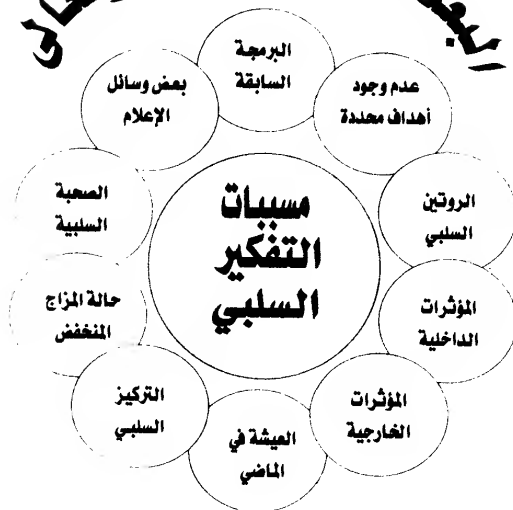 البرمجة
السابقة
عدم وجود
أهداف محددة
الروتين
السلبي
المؤثرات
الداخلية
المؤثرات
الخارجية
العيشة في
الماضي
التركيز
السلبي
حالة المزاج
المنخفض
الصحبة
السلبية
بعض وسائل
الإعلام
مسببات
التفكير
السلبي